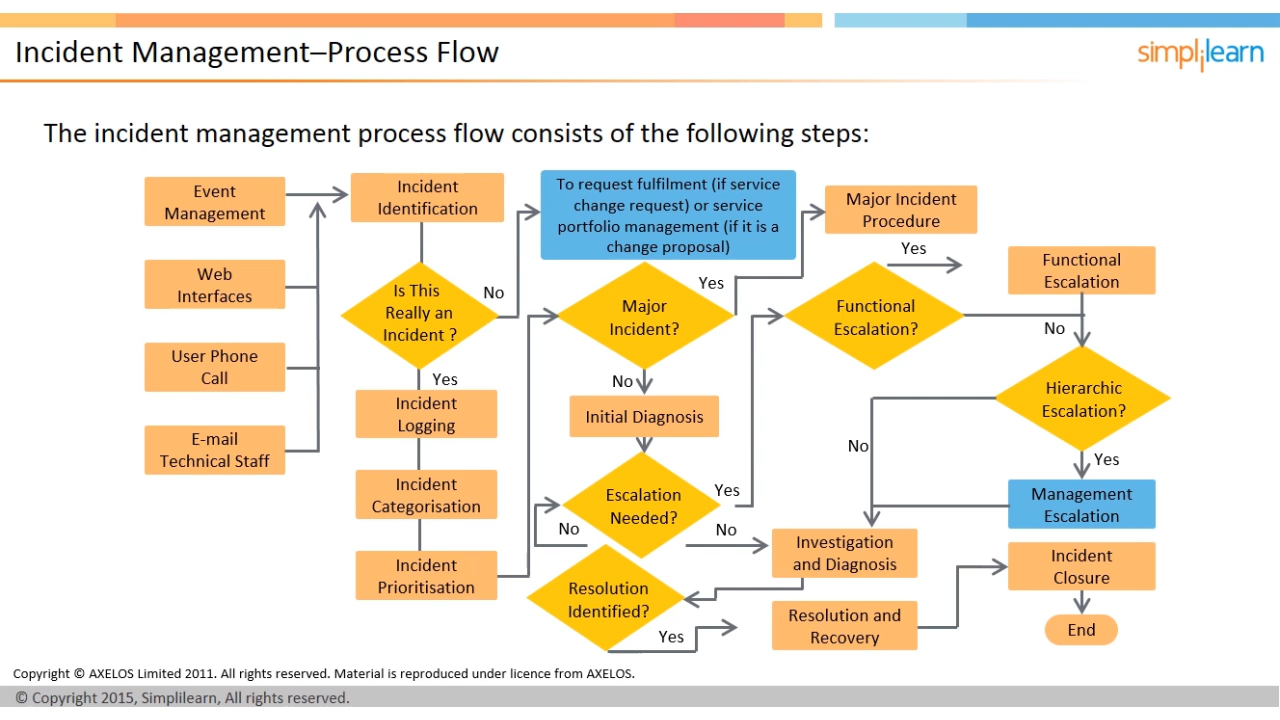 Incident Management–Process Flow
simplilearn
The incident management process flow consists of the following steps:
Event
Management
Web
Interfaces
User Phone
Call
E-mail
Technical Staff
Incident
Identification
Is This
Really an
Incident ?
No
Yes
Incident
Logging
Incident
Categorisation
Incident
Prioritisation
To request fulfilment (if service
change request) or service
portfolio management (if it is a
change proposal)
Major
Incident?
Yes
No
Initial Diagnosis
Escalation
Needed?
Yes
No
No
Resolution
Identified?
Yes
Major Incident
Procedure
Functional
Escalation?
Yes
Functional
Escalation
No
Hierarchic
Escalation?
No
Yes
Management
Escalation
Investigation
and Diagnosis
Resolution and
Recovery
Incident
Closure
End
Copyright © AXELOS Limited 2011. All rights reserved. Material is reproduced under licence from AXELOS.
© Copyright 2015, Simplilearn, All rights reserved.